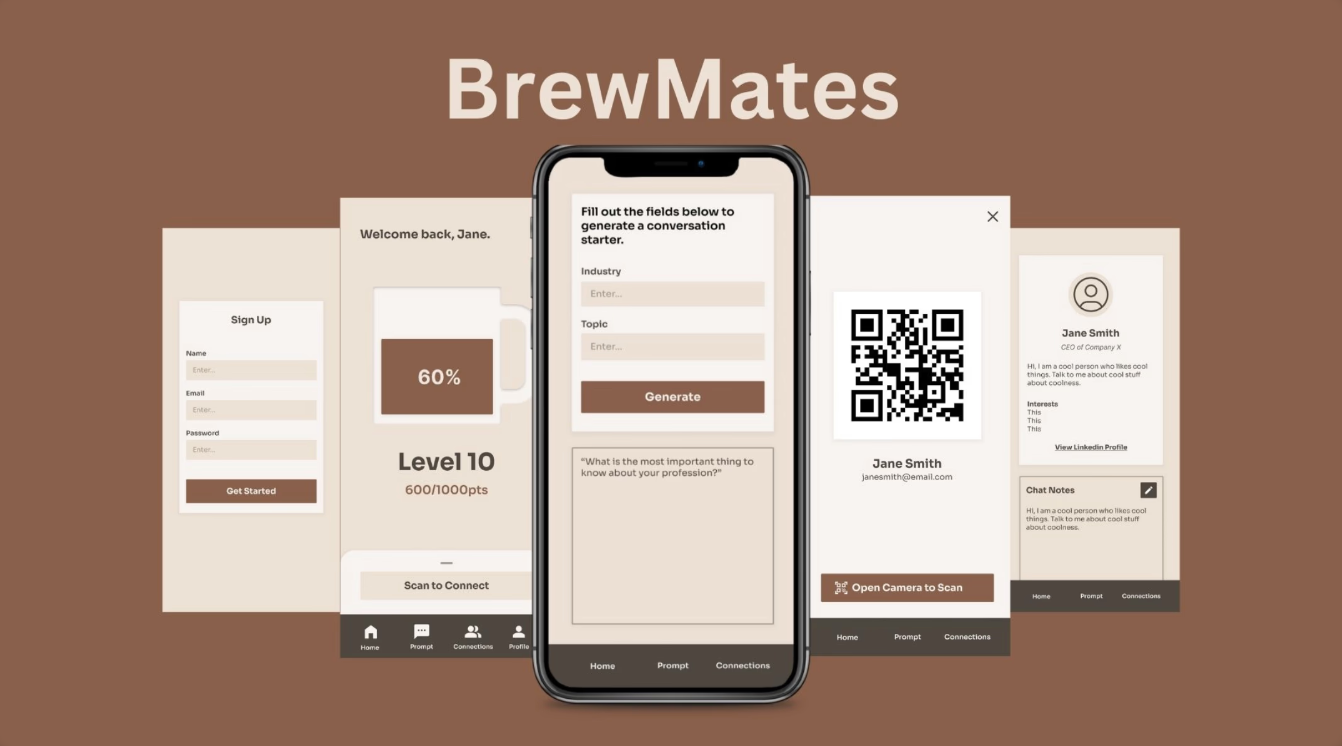 BrewMates
Sign Up
Name
Enter...
Email
Enter...
Password
Enter...
Get Started
Welcome back, Jane.
60%
Level 10
600/1000pts
Scan to Connect
Home
Prompt
Connections
Profile
Fill out the fields below to
generate a conversation
starter.
Industry
Enter...
Topic
Enter...
Generate
“What is the most important thing to
know about your profession?”
Home
Prompt
Connections
Jane Smith
janesmith@email.com
Open Camera to Scan
Home
Prompt
Connections
Jane Smith
CEO of Company X
Hi, I am a cool person who likes cool
things. Talk to me about cool stuff
about coolness.
Interests
This
This
This
View Linkedin Profile
Chat Notes
Hi, I am a cool person who likes cool
things. Talk to me about cool stuff
about coolness.
Home
Prompt
Connections